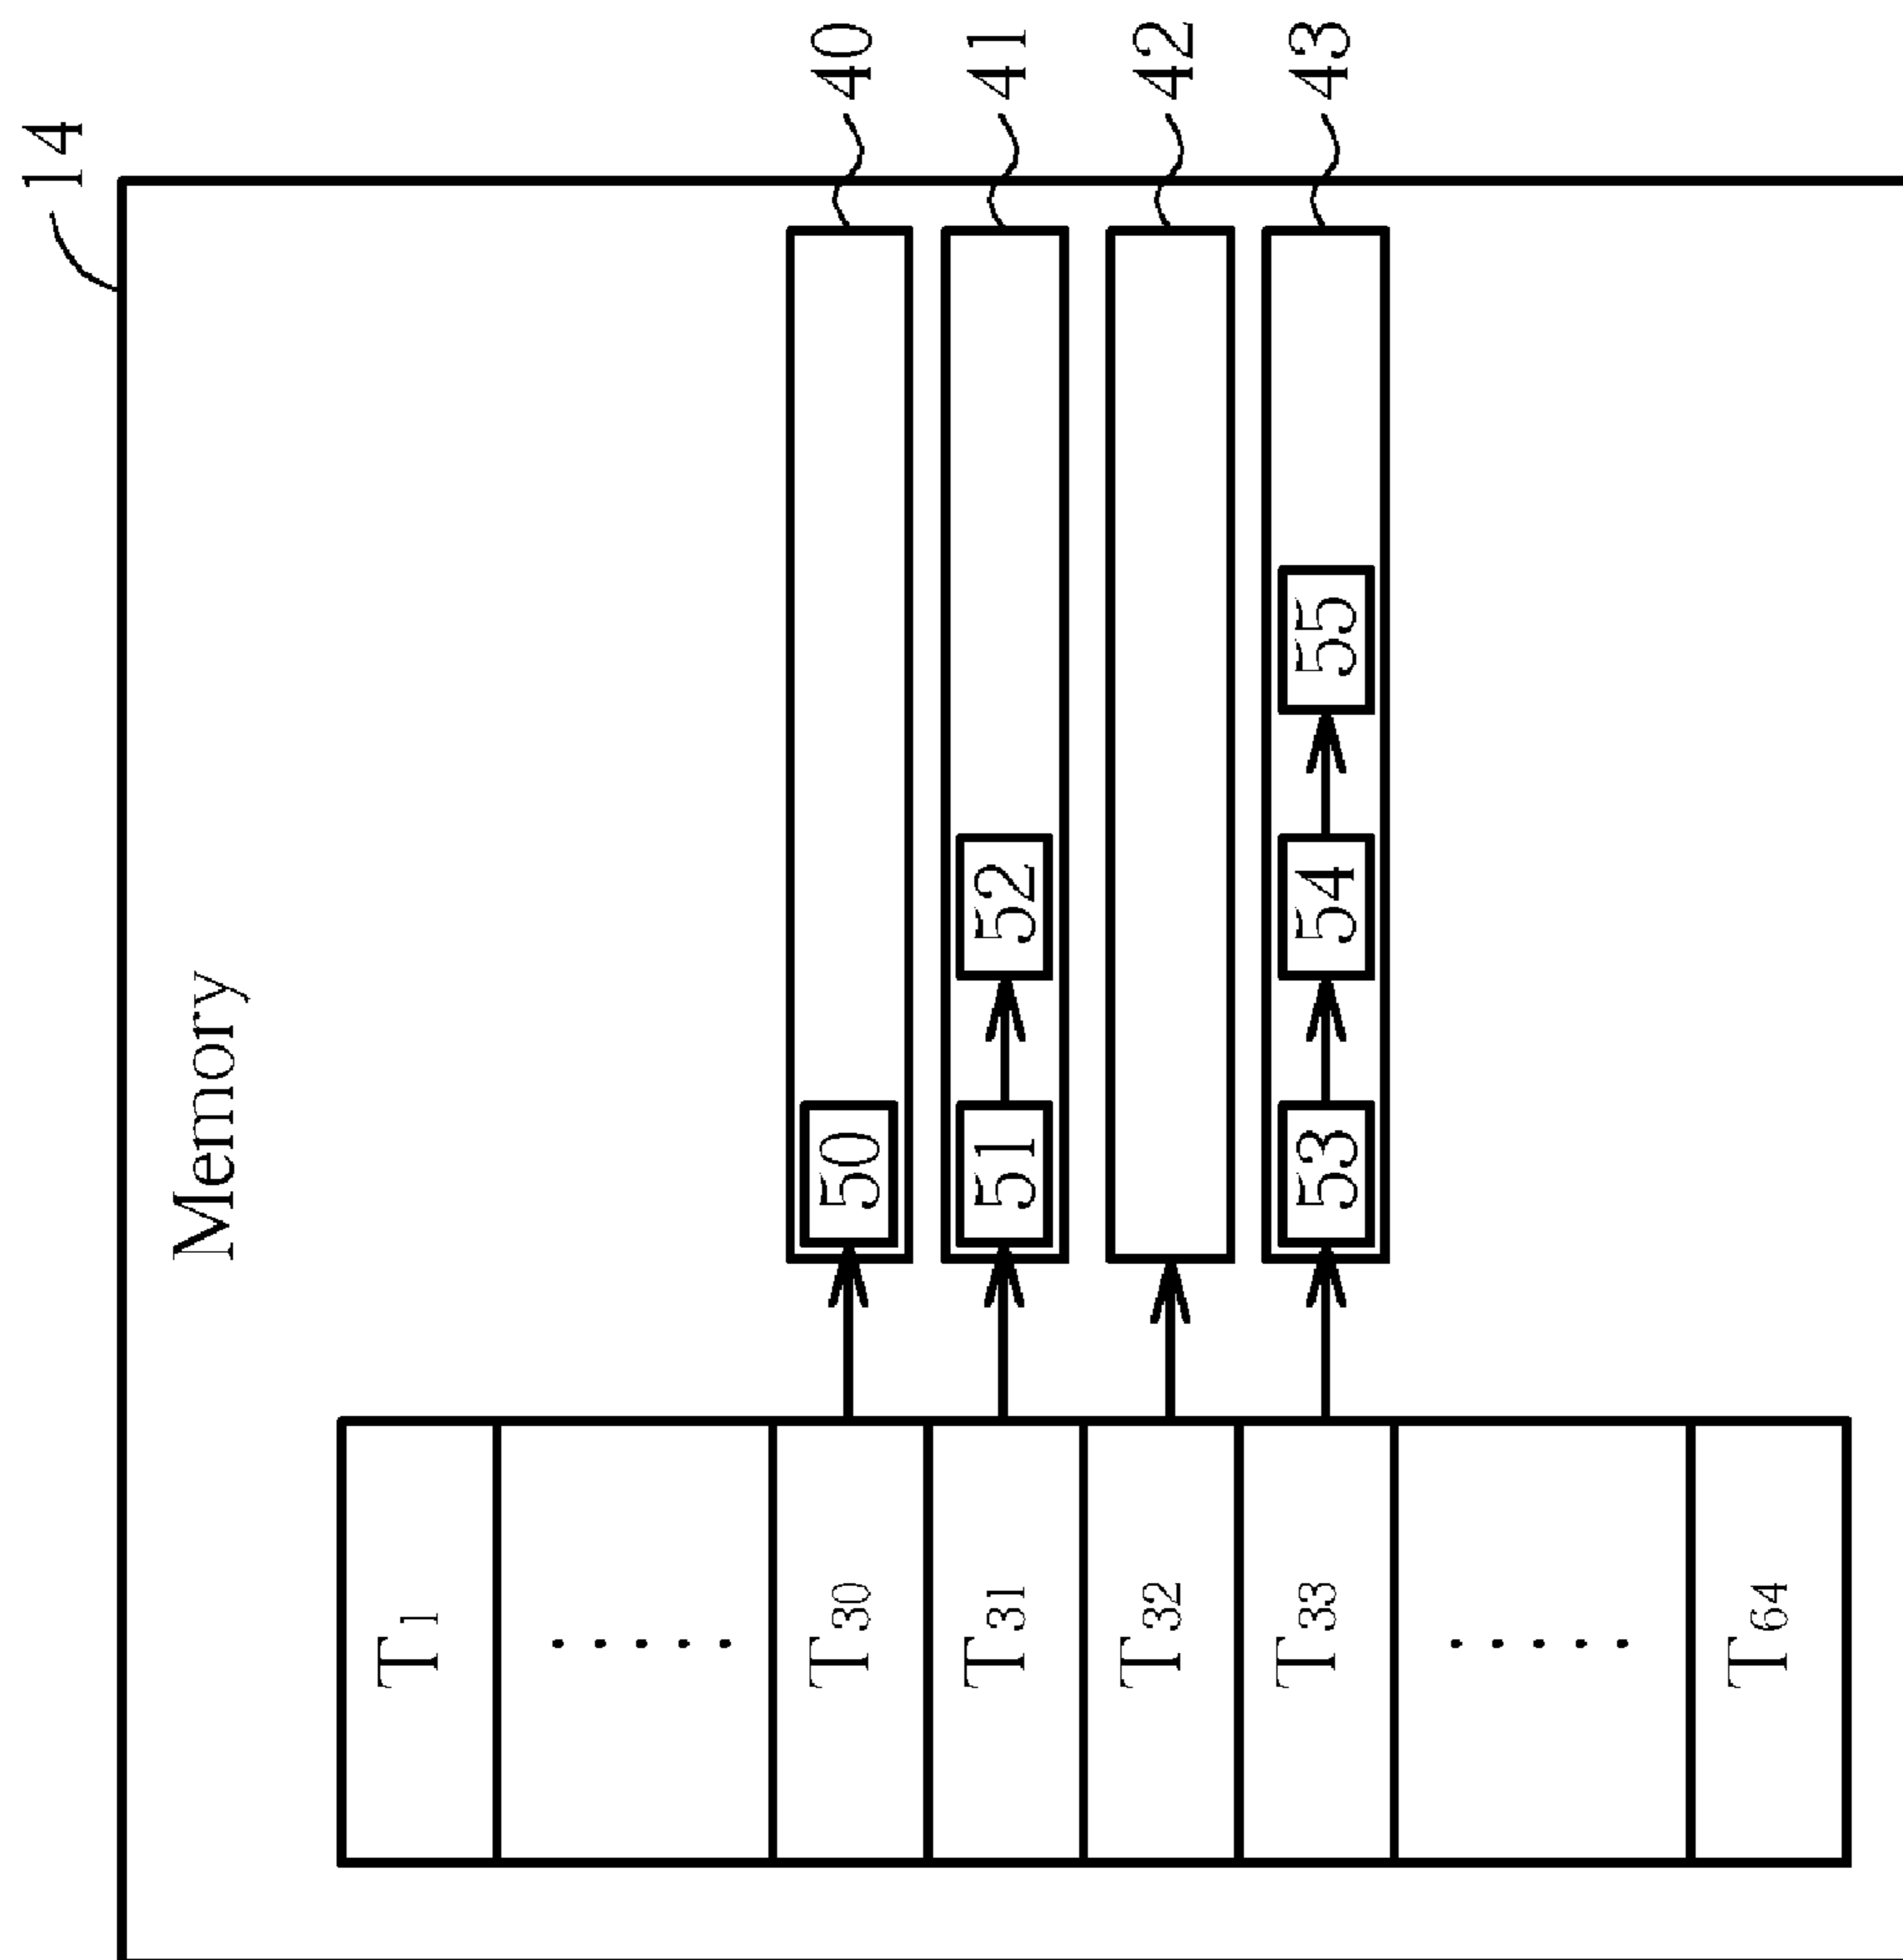 14
Memory
T1
.....
T30 50 40
T31 51 52 41
T32 42
T33 53 54 55 43
.....
T64